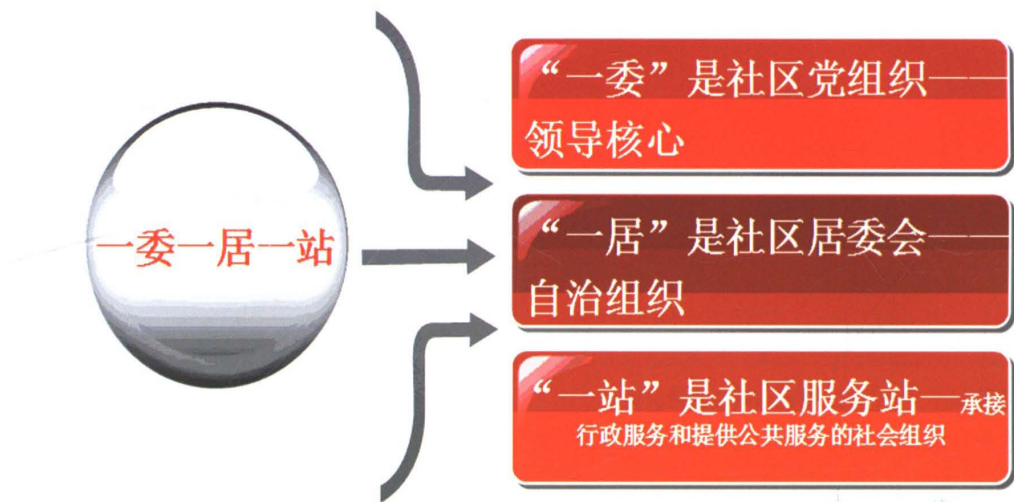 一委一居一站
“一委”是社区党组织——
领导核心
“一居”是社区居委会——
自治组织
“一站”是社区服务站—承接
行政服务和提供公共服务的社会组织